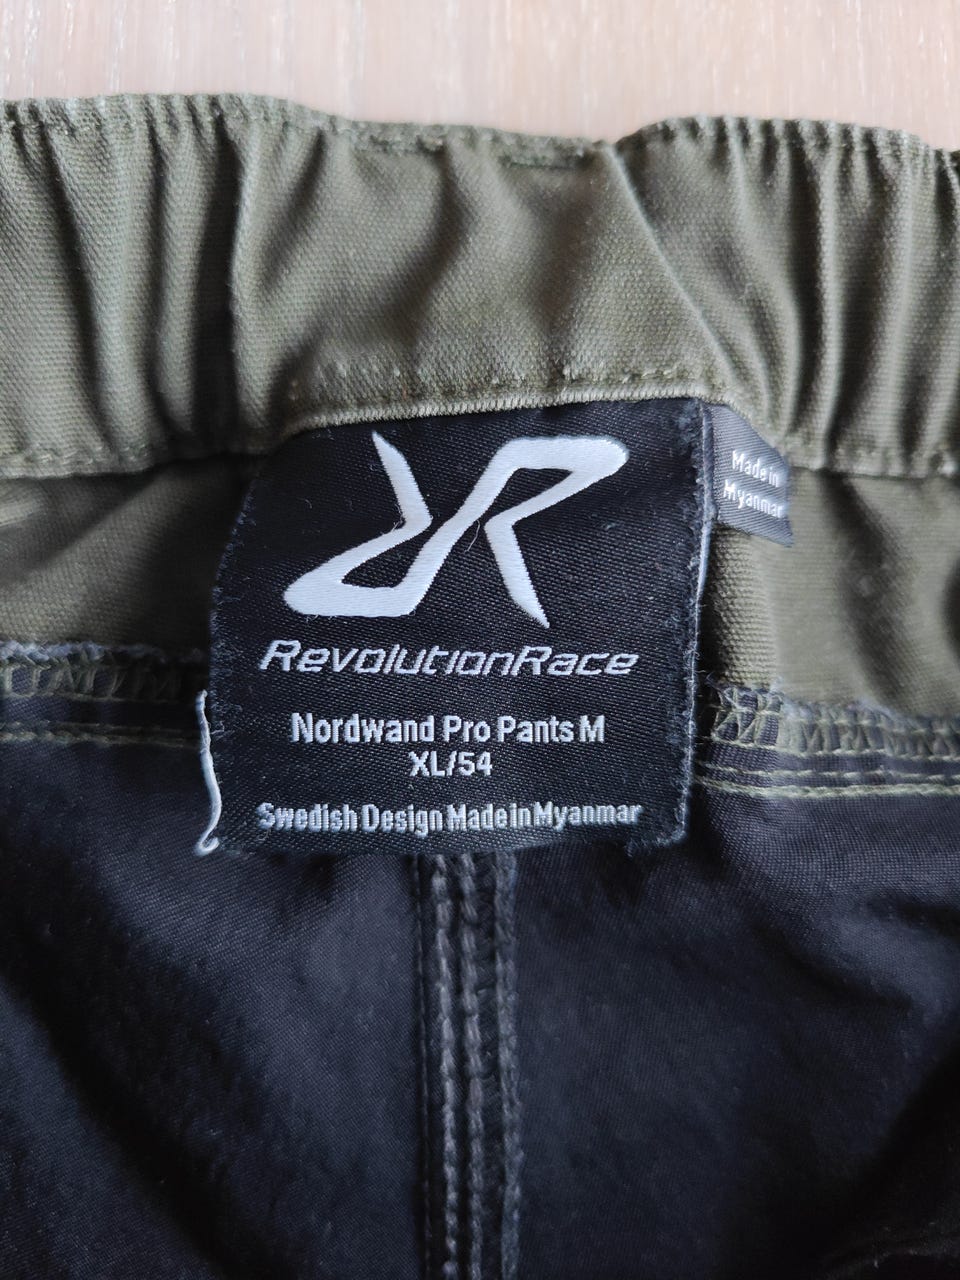 RevolutionRace
Nordwand Pro Pants M
XL/54
Swedish Design Made in Myanmar
Made in
Myanmar